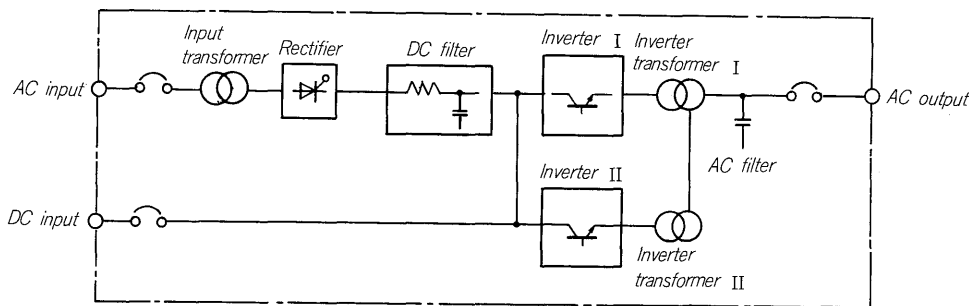 Input
transformer
Rectifier
DC filter
Inverter I
Inverter
transformer I
AC input
AC output
AC filter
Inverter II
DC input
Inverter
transformer II